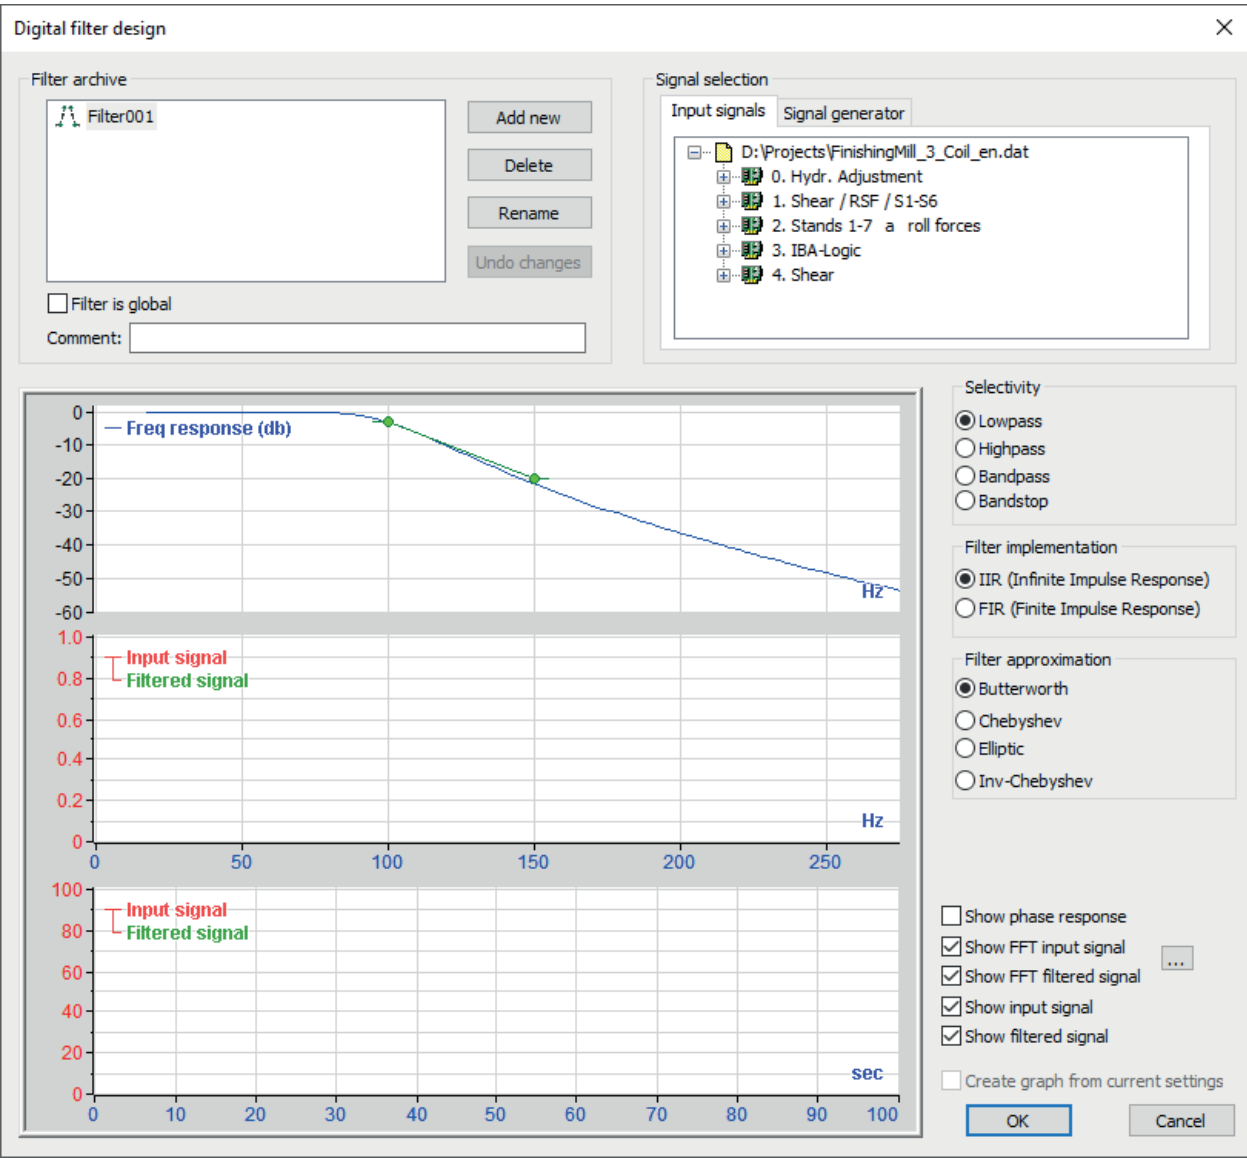 Digital filter design
Filter archive
Filter001
Add new
Delete
Rename
Undo changes
Filter is global
Comment:
Signal selection
Input signals
Signal generator
D:\Projects\FinishingMill_3_Coil_en.dat
0. Hydr. Adjustment
1. Shear / RSF / S1-S6
2. Stands 1-7 a roll forces
3. IBA-Logic
4. Shear
0
-10
-20
-30
-40
-50
-60
Freq response (db)
Hz
1.0
0.8
0.6
0.4
0.2
0
Input signal
Filtered signal
Hz
0 50 100 150 200 250
100
80
60
40
20
0
Input signal
Filtered signal
sec
0 10 20 30 40 50 60 70 80 90 100
Selectivity
Lowpass
Highpass
Bandpass
Bandstop
Filter implementation
IIR (Infinite Impulse Response)
FIR (Finite Impulse Response)
Filter approximation
Butterworth
Chebyshev
Elliptic
Inv-Chebyshev
Show phase response
Show FFT input signal
...
Show FFT filtered signal
Show input signal
Show filtered signal
Create graph from current settings
OK
Cancel